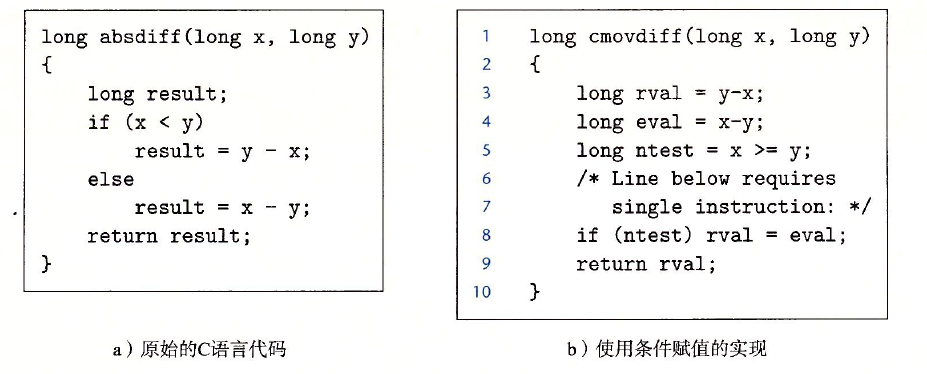 long absdiff(long x, long y)
{
    long result;
    if (x < y)
        result = y - x;
    else
        result = x - y;
    return result;
}
a）原始的C语言代码
1 long cmovdiff(long x, long y)
2 {
3     long rval = y-x;
4     long eval = x-y;
5     long ntest = x >= y;
6     /* Line below requires
7        single instruction: */
8     if (ntest) rval = eval;
9     return rval;
10 }
b）使用条件赋值的实现